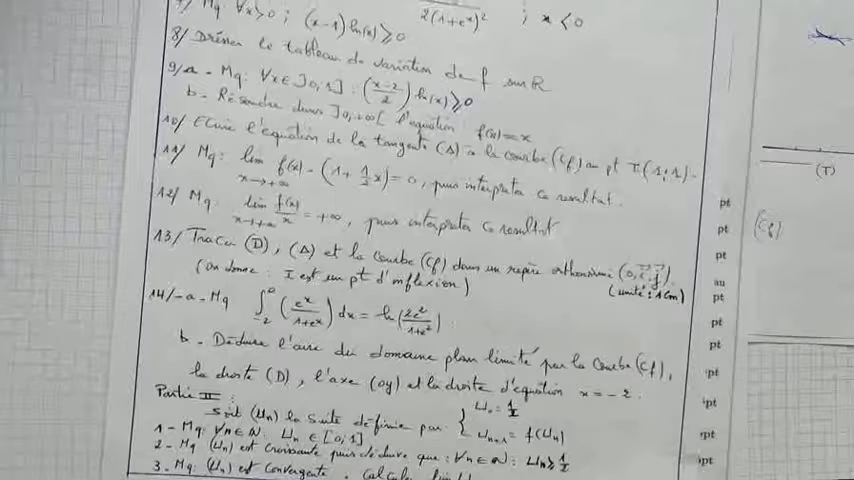 7/ Mq: ∀x>0 ; (x-1)ln(x)≥0
2(1+eˣ)² ; x<0
8/ Dresser le tableau de variation de f sur ℝ
9/a - Mq: ∀x∈]0,1] : ((x-2)/2) ln(x)≥0
b- Résoudre dans ]0,+∞[ l'équation f(x)=x
10/ Ecrire l'équation de la tangente (Δ) à la courbe (Cf) au pt I(1;1).
11/ Mq: lim x→+∞ f(x)-(1+½x)=0, puis interpréter ce resultat.
12/ Mq: lim x→+∞ f(x)/x = +∞, puis interpréter ce resultat
13/ Tracer (D), (Δ) et la courbe (Cf) dans un repère orthonormé (o,i,j).
(on donne : I est un pt d'inflexion) (unité: 1cm)
14/-a- Mq ∫₋₂⁰ (eˣ/(1+eˣ)) dx = ln(2e²/(1+e²))
b- Déduire l'aire du domaine plan limité par la courbe (Cf),
la droite (D), l'axe (oy) et la droite d'équation x=-2.
Partie II :
Soit (Un) la suite définie par { U₀=½
Un+1=f(Un)
1- Mq: ∀n∈ℕ Un∈[0,1]
2- Mq (Un) est croissante puis déduire que: ∀n∈ℕ: Un≥½
3- Mq: (Un) est convergente.
pt
pt
pt
au
pt
pt
pt
pt
pt
pt
pt
(T)
(Cf)